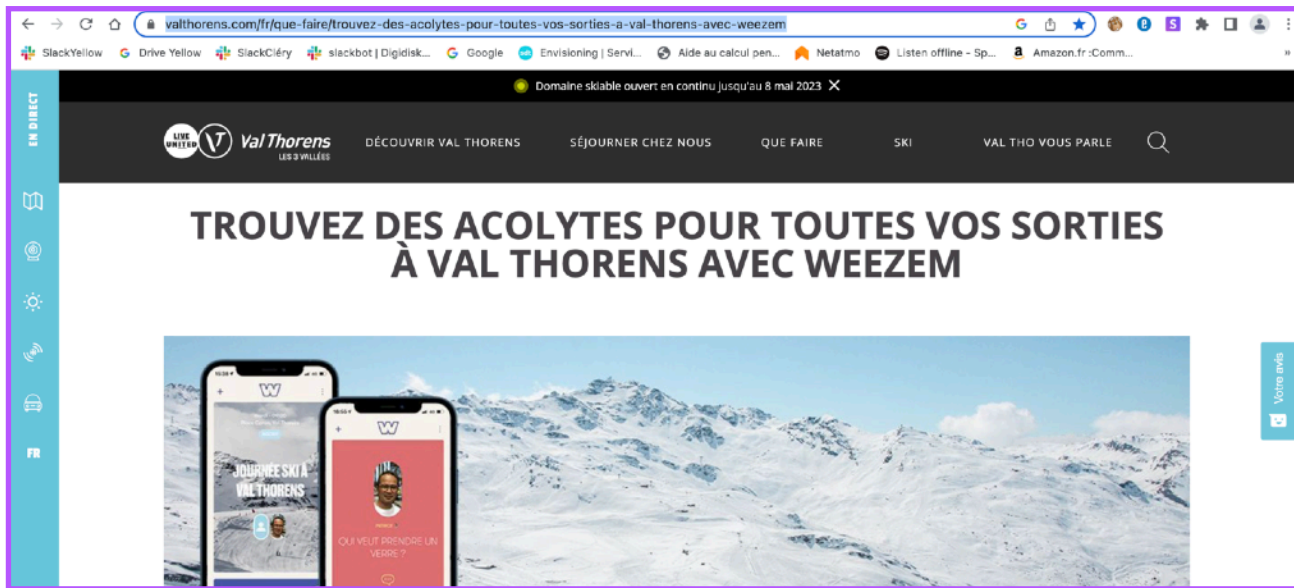 valthorens.com/fr/que-faire/trouvez-des-acolytes-pour-toutes-vos-sorties-a-val-thorens-avec-weezem
SlackYellow Drive Yellow SlackCléry slackbot | Digidisk... Google Envisioning | Servi... Aide au calcul pen... Netatmo Listen offline – Sp... Amazon.fr :Comm... »
Domaine skiable ouvert en continu jusqu'au 8 mai 2023 X
EN DIRECT
LIVE UNITED VT Val Thorens
LES 3 VALLÉES
DÉCOUVRIR VAL THORENS SÉJOURNER CHEZ NOUS QUE FAIRE SKI VAL THO VOUS PARLE
TROUVEZ DES ACOLYTES POUR TOUTES VOS SORTIES
À VAL THORENS AVEC WEEZEM
FR
Votre avis
W
JOURNÉE SKI À
VAL THORENS
W
QUI VEUT PRENDRE UN
VERRE ?